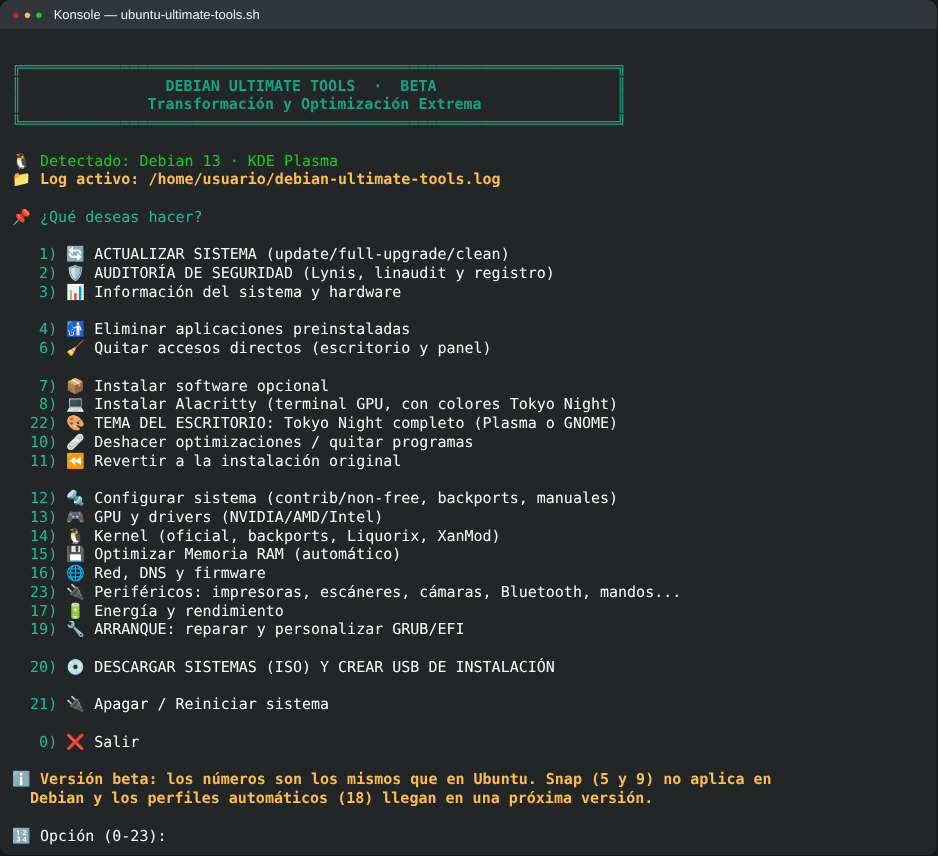 Konsole — ubuntu-ultimate-tools.sh
DEBIAN ULTIMATE TOOLS · BETA
Transformación y Optimización Extrema
🐧 Detectado: Debian 13 · KDE Plasma
📁 Log activo: /home/usuario/debian-ultimate-tools.log
📌 ¿Qué deseas hacer?
1) 🔄 ACTUALIZAR SISTEMA (update/full-upgrade/clean)
2) 🛡️ AUDITORÍA DE SEGURIDAD (Lynis, linaudit y registro)
3) 📊 Información del sistema y hardware
4) 🚮 Eliminar aplicaciones preinstaladas
6) 🧹 Quitar accesos directos (escritorio y panel)
7) 📦 Instalar software opcional
8) 💻 Instalar Alacritty (terminal GPU, con colores Tokyo Night)
22) 🎨 TEMA DEL ESCRITORIO: Tokyo Night completo (Plasma o GNOME)
10) 🩹 Deshacer optimizaciones / quitar programas
11) ⏪ Revertir a la instalación original
12) 🔩 Configurar sistema (contrib/non-free, backports, manuales)
13) 🎮 GPU y drivers (NVIDIA/AMD/Intel)
14) 🐧 Kernel (oficial, backports, Liquorix, XanMod)
15) 💾 Optimizar Memoria RAM (automático)
16) 🌐 Red, DNS y firmware
23) 🔌 Periféricos: impresoras, escáneres, cámaras, Bluetooth, mandos...
17) 🔋 Energía y rendimiento
19) 🔧 ARRANQUE: reparar y personalizar GRUB/EFI
20) 💿 DESCARGAR SISTEMAS (ISO) Y CREAR USB DE INSTALACIÓN
21) 🔌 Apagar / Reiniciar sistema
0) ❌ Salir
ℹ️ Versión beta: los números son los mismos que en Ubuntu. Snap (5 y 9) no aplica en
Debian y los perfiles automáticos (18) llegan en una próxima versión.
🔢 Opción (0-23):